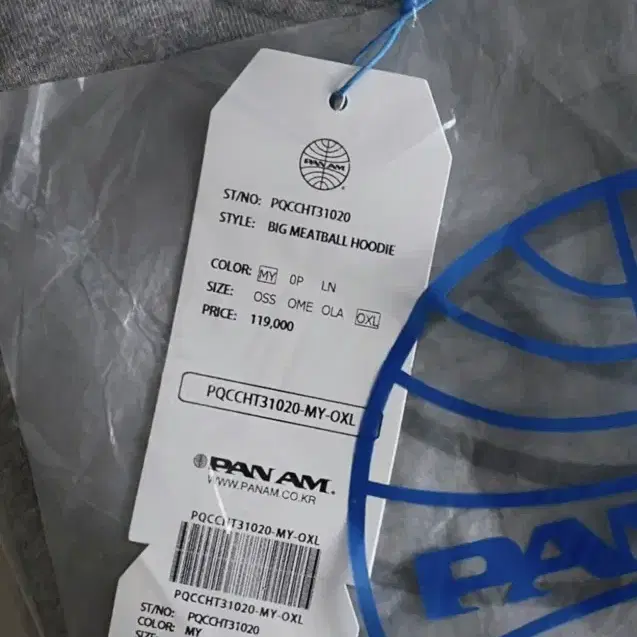 PAN AM
ST/NO: PQCCHT31020
STYLE: BIG MEATBALL HOODIE
COLOR: MY OP LN
SIZE: OSS OME OLA OXL
PRICE: 119,000
PQCCHT31020-MY-OXL
PAN AM.
WWW.PANAM.CO.KR
PQCCHT31020-MY-OXL
PQCCHT31020-MY-OXL
ST/NO: PQCCHT31020
COLOR: MY
PA